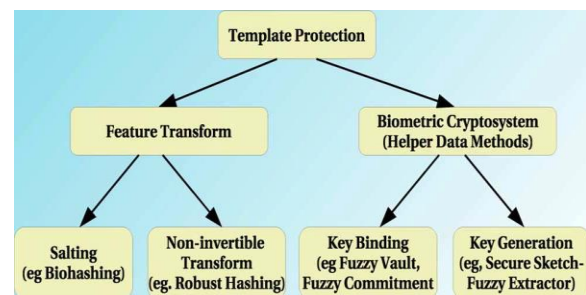 Template Protection
Feature Transform
Biometric Cryptosystem
(Helper Data Methods)
Salting
(eg Biohashing)
Non-invertible
Transform
(eg. Robust Hashing)
Key Binding
(eg Fuzzy Vault,
Fuzzy Commitment
Key Generation
(eg, Secure Sketch-
Fuzzy Extractor)